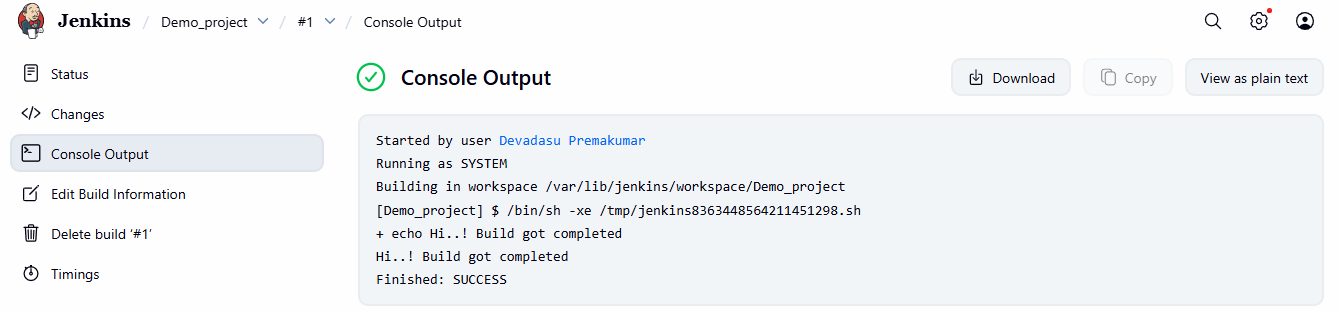 Jenkins / Demo_project / #1 / Console Output
Status
Changes
Console Output
Edit Build Information
Delete build ‘#1’
Timings
Console Output
Download
Copy
View as plain text
Started by user Devadasu Premakumar
Running as SYSTEM
Building in workspace /var/lib/jenkins/workspace/Demo_project
[Demo_project] $ /bin/sh -xe /tmp/jenkins8363448564211451298.sh
+ echo Hi..! Build got completed
Hi..! Build got completed
Finished: SUCCESS